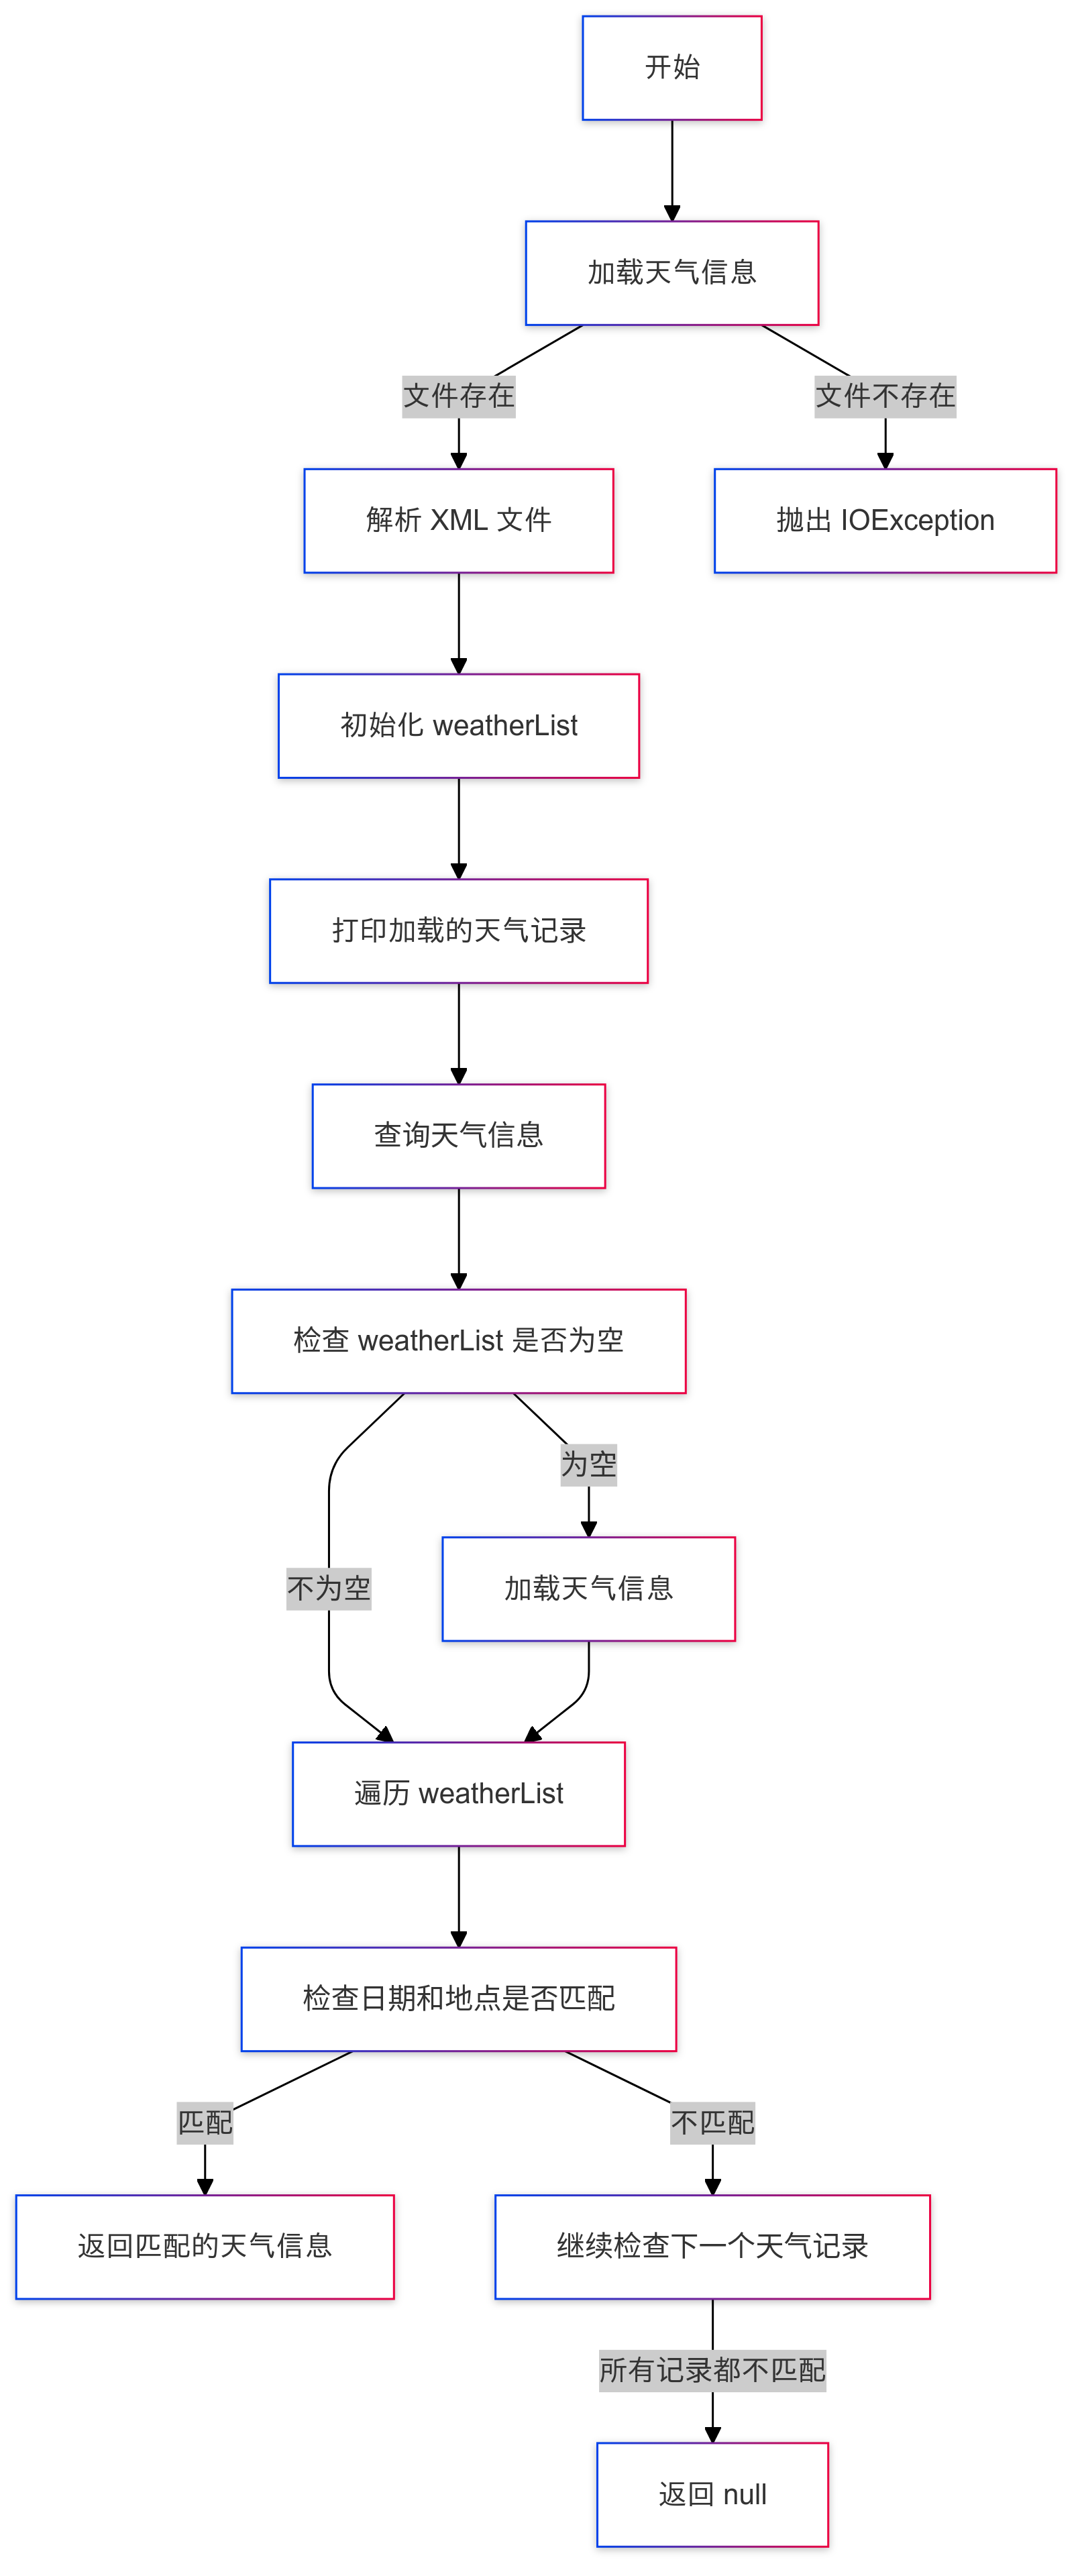 开始
加载天气信息
文件存在
文件不存在
解析 XML 文件
抛出 IOException
初始化 weatherList
打印加载的天气记录
查询天气信息
检查 weatherList 是否为空
为空
不为空
加载天气信息
遍历 weatherList
检查日期和地点是否匹配
匹配
不匹配
返回匹配的天气信息
继续检查下一个天气记录
所有记录都不匹配
返回 null